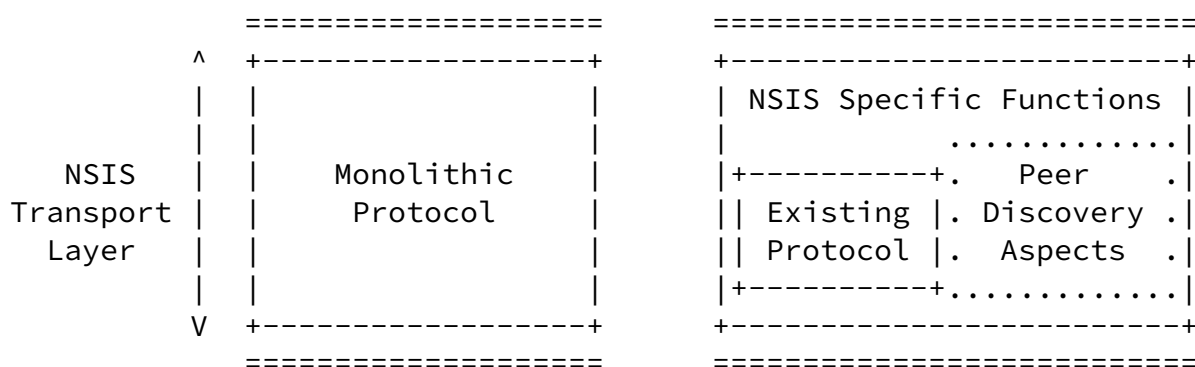 ====================     ===========================
^  +------------------+      +-------------------------+
|  |                  |      | NSIS Specific Functions |
|  |                  |      |            .............|
NSIS    |  |    Monolithic    |      |+----------+.   Peer    .|
Transport |  |     Protocol     |      || Existing |. Discovery .|
Layer   |  |                  |      || Protocol |.  Aspects  .|
|  |                  |      |+----------+.............|
V  +------------------+      +-------------------------+
====================     ===========================